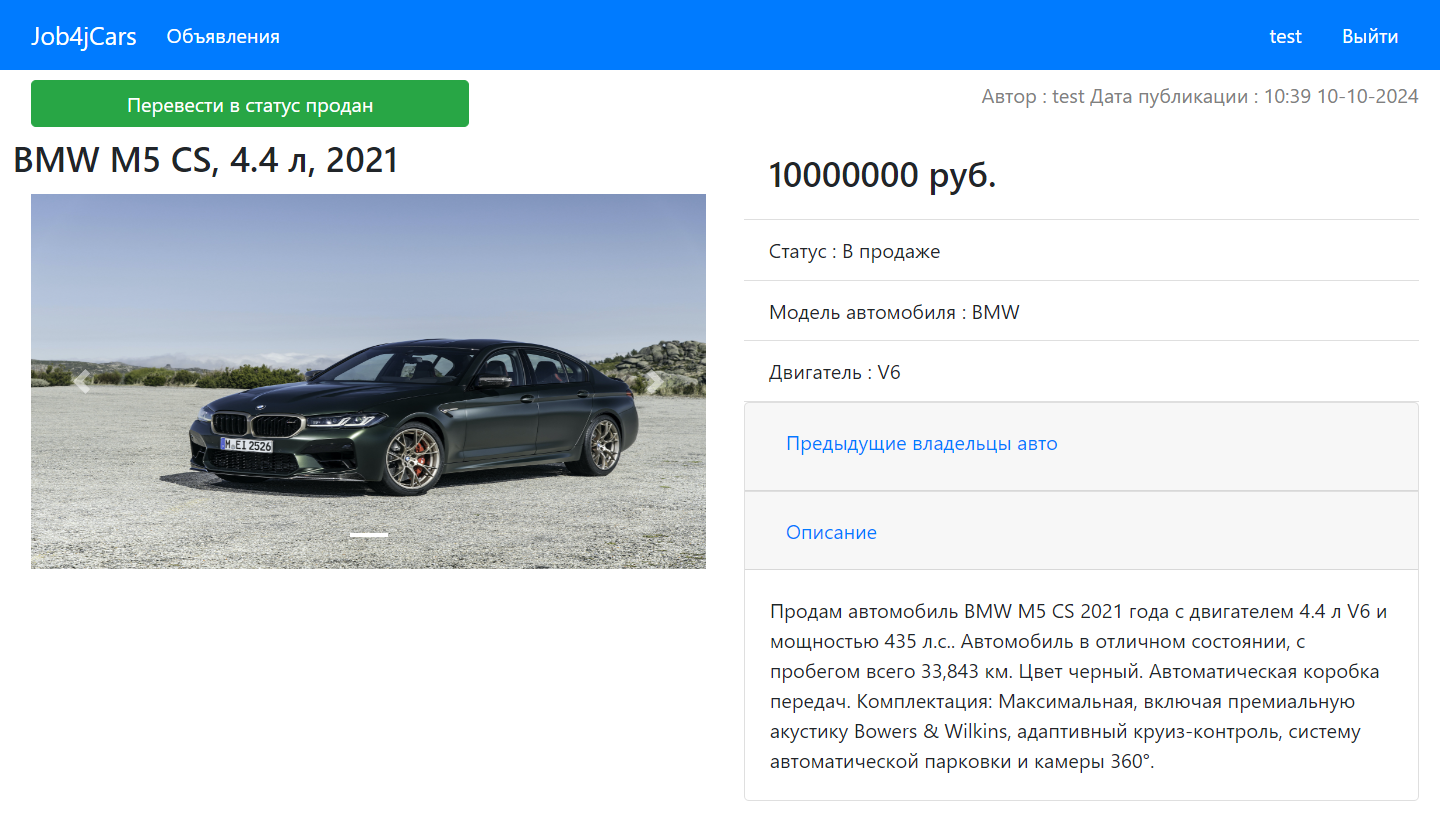 Job4jCars Объявления test Выйти
Перевести в статус продан
Автор : test Дата публикации : 10:39 10-10-2024
BMW M5 CS, 4.4 л, 2021
M EI 2526
10000000 руб.
Статус : В продаже
Модель автомобиля : BMW
Двигатель : V6
Предыдущие владельцы авто
Описание
Продам автомобиль BMW M5 CS 2021 года с двигателем 4.4 л V6 и
мощностью 435 л.с.. Автомобиль в отличном состоянии, с
пробегом всего 33,843 км. Цвет черный. Автоматическая коробка
передач. Комплектация: Максимальная, включая премиальную
акустику Bowers & Wilkins, адаптивный круиз-контроль, систему
автоматической парковки и камеры 360°.